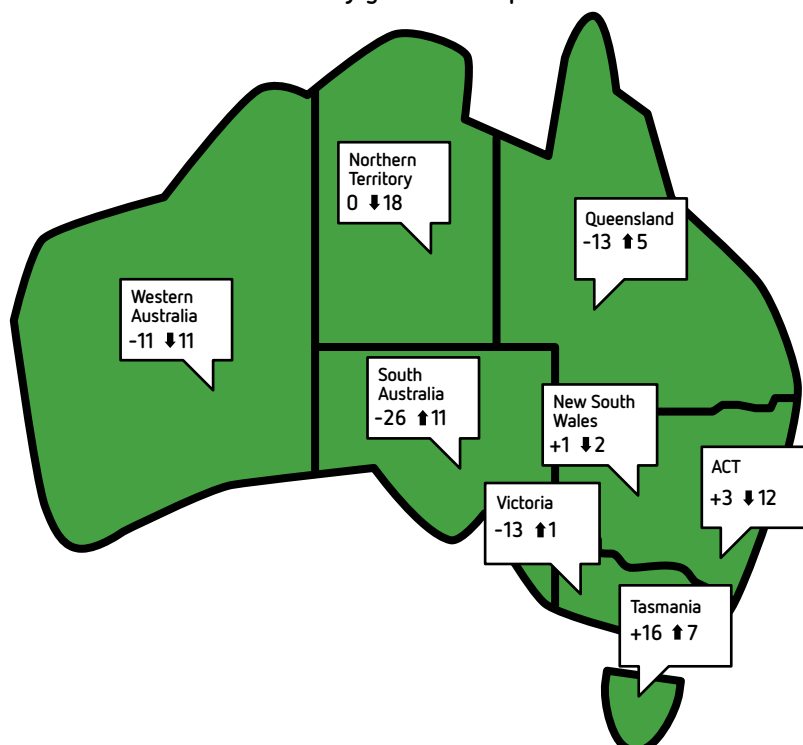 Northern
Territory
0 ⬇18
Queensland
-13 ⬆5
Western
Australia
-11 ⬇11
South
Australia
-26 ⬆11
New South
Wales
+1 ⬇2
ACT
+3 ⬇12
Victoria
-13 ⬆1
Tasmania
+16 ⬆7